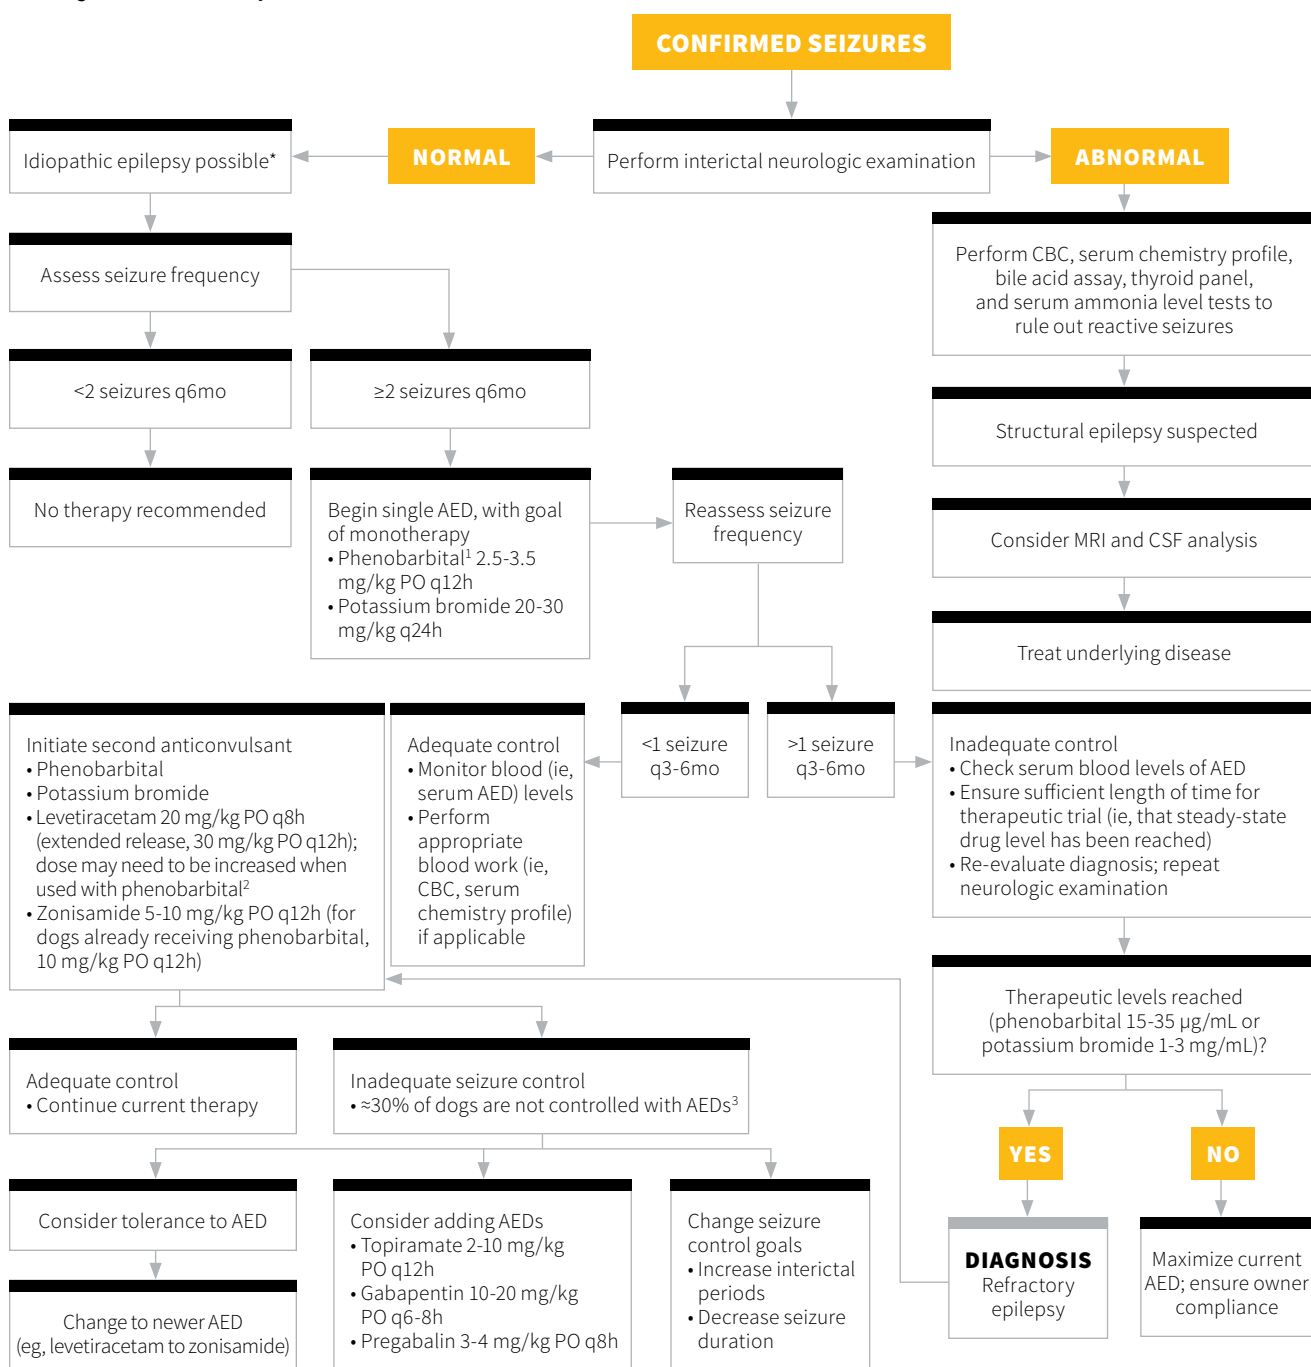 CONFIRMED SEIZURES
Idiopathic epilepsy possible*
NORMAL
Perform interictal neurologic examination
ABNORMAL
Assess seizure frequency
Perform CBC, serum chemistry profile,
bile acid assay, thyroid panel,
and serum ammonia level tests to
rule out reactive seizures
<2 seizures q6mo
≥2 seizures q6mo
Structural epilepsy suspected
No therapy recommended
Begin single AED, with goal
of monotherapy
• Phenobarbital1 2.5-3.5
mg/kg PO q12h
• Potassium bromide 20-30
mg/kg q24h
Reassess seizure
frequency
Consider MRI and CSF analysis
Treat underlying disease
Initiate second anticonvulsant
• Phenobarbital
• Potassium bromide
• Levetiracetam 20 mg/kg PO q8h
(extended release, 30 mg/kg PO q12h);
dose may need to be increased when
used with phenobarbital2
• Zonisamide 5-10 mg/kg PO q12h (for
dogs already receiving phenobarbital,
10 mg/kg PO q12h)
Adequate control
• Monitor blood (ie,
serum AED) levels
• Perform
appropriate
blood work (ie,
CBC, serum
chemistry profile)
if applicable
<1 seizure
q3-6mo
>1 seizure
q3-6mo
Inadequate control
• Check serum blood levels of AED
• Ensure sufficient length of time for
therapeutic trial (ie, that steady-state
drug level has been reached)
• Re-evaluate diagnosis; repeat
neurologic examination
Therapeutic levels reached
(phenobarbital 15-35 µg/mL or
potassium bromide 1-3 mg/mL)?
Adequate control
• Continue current therapy
Inadequate seizure control
• ≈30% of dogs are not controlled with AEDs3
YES
NO
Consider tolerance to AED
Consider adding AEDs
• Topiramate 2-10 mg/kg
PO q12h
• Gabapentin 10-20 mg/kg
PO q6-8h
• Pregabalin 3-4 mg/kg PO q8h
Change seizure
control goals
• Increase interictal
periods
• Decrease seizure
duration
DIAGNOSIS
Refractory
epilepsy
Maximize current
AED; ensure owner
compliance
Change to newer AED
(eg, levetiracetam to zonisamide)